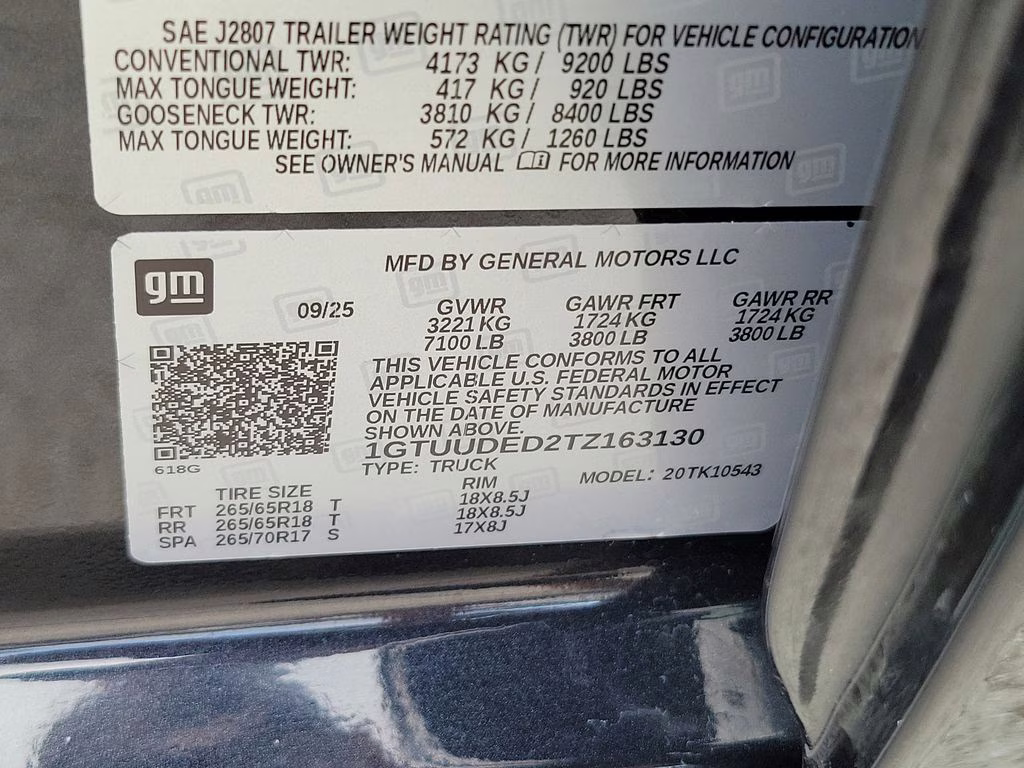 SAE J2807 TRAILER WEIGHT RATING (TWR) FOR VEHICLE CONFIGURATION
CONVENTIONAL TWR: 4173 KG / 9200 LBS
MAX TONGUE WEIGHT: 417 KG / 920 LBS
GOOSENECK TWR: 3810 KG / 8400 LBS
MAX TONGUE WEIGHT: 572 KG / 1260 LBS
SEE OWNER'S MANUAL FOR MORE INFORMATION
gm
MFD BY GENERAL MOTORS LLC
09/25
GVWR GAWR FRT GAWR RR
3221 KG 1724 KG 1724 KG
7100 LB 3800 LB 3800 LB
THIS VEHICLE CONFORMS TO ALL
APPLICABLE U.S. FEDERAL MOTOR
VEHICLE SAFETY STANDARDS IN EFFECT
ON THE DATE OF MANUFACTURE
SHOWN ABOVE.
1GTUUDED2TZ163130
618G
TYPE: TRUCK MODEL: 20TK10543
TIRE SIZE RIM
FRT 265/65R18 T 18X8.5J
RR 265/65R18 T 18X8.5J
SPA 265/70R17 S 17X8J